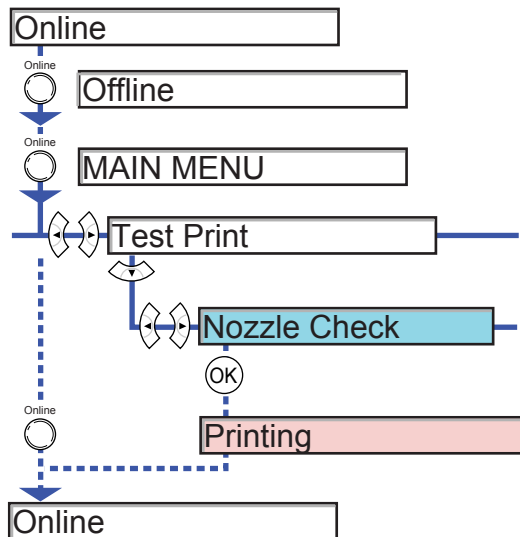 Online
Online
Offline
Online
MAIN MENU
Test Print
Nozzle Check
OK
Online
Printing
Online